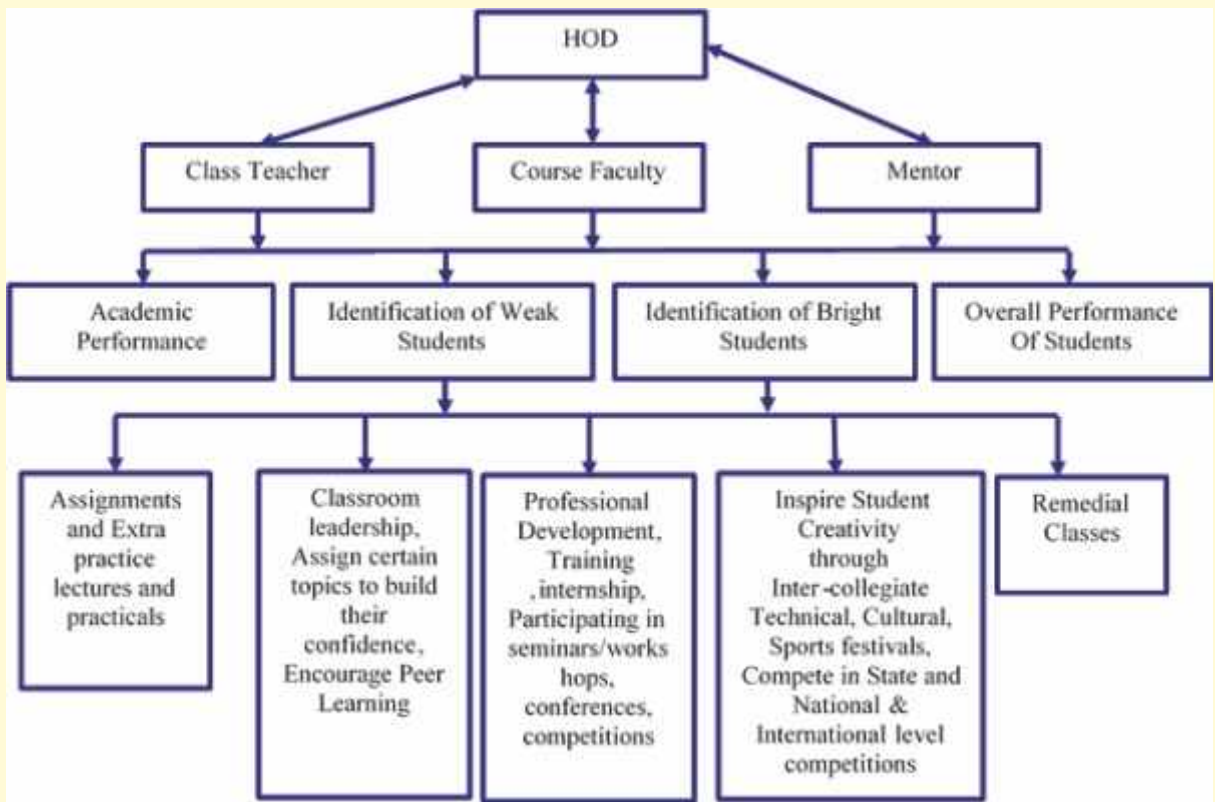 HOD
Class Teacher
Course Faculty
Mentor
Academic
Performance
Identification of Weak
Students
Identification of Bright
Students
Overall Performance
Of Students
Assignments
and Extra
practice
lectures and
practicals
Classroom
leadership,
Assign certain
topics to build
their
confidence,
Encourage Peer
Learning
Professional
Development,
Training
,internship,
Participating in
seminars/works
hops,
conferences,
competitions
Inspire Student
Creativity
through
Inter-collegiate
Technical, Cultural,
Sports festivals,
Compete in State and
National &
International level
competitions
Remedial
Classes